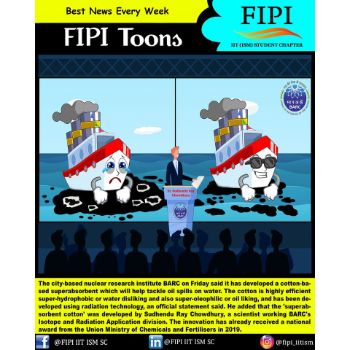 Best News Every Week
FIPI Toons
FIPI
IIT (ISM) STUDENT CHAPTER
BARC
The city-based nuclear research institute BARC on Friday said it has developed a cotton-ba-
sed superabsorbent which will help tackle oil spills on water. The cotton is highly efficient
super-hydrophobic or water disliking and also super-oleophilic or oil liking, and has been de-
veloped using radiation technology, an official statement said. He added that the 'superab-
sorbent cotton' was developed by Sudhendu Ray Chowdhury, a scientist working BARC's
Isotope and Radiation Application division. The innovation has already received a national
award from the Union Ministry of Chemicals and Fertilisers in 2019.
@FIPI IIT ISM SC
@FIPI IIT ISM SC
@fipi_iitism